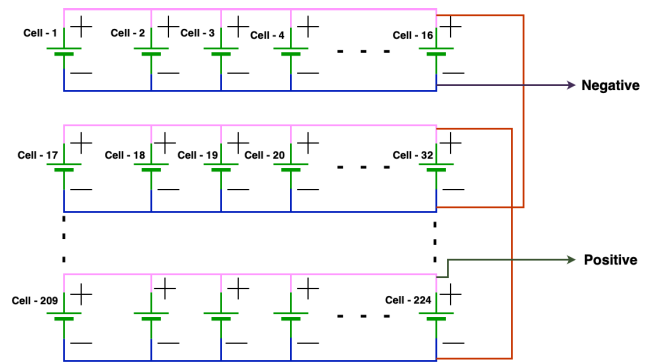 Cell - 1 Cell - 2 Cell - 3 Cell - 4 Cell - 16
Negative
Cell - 17 Cell - 18 Cell - 19 Cell - 20 Cell - 32
Positive
Cell - 209 Cell - 224